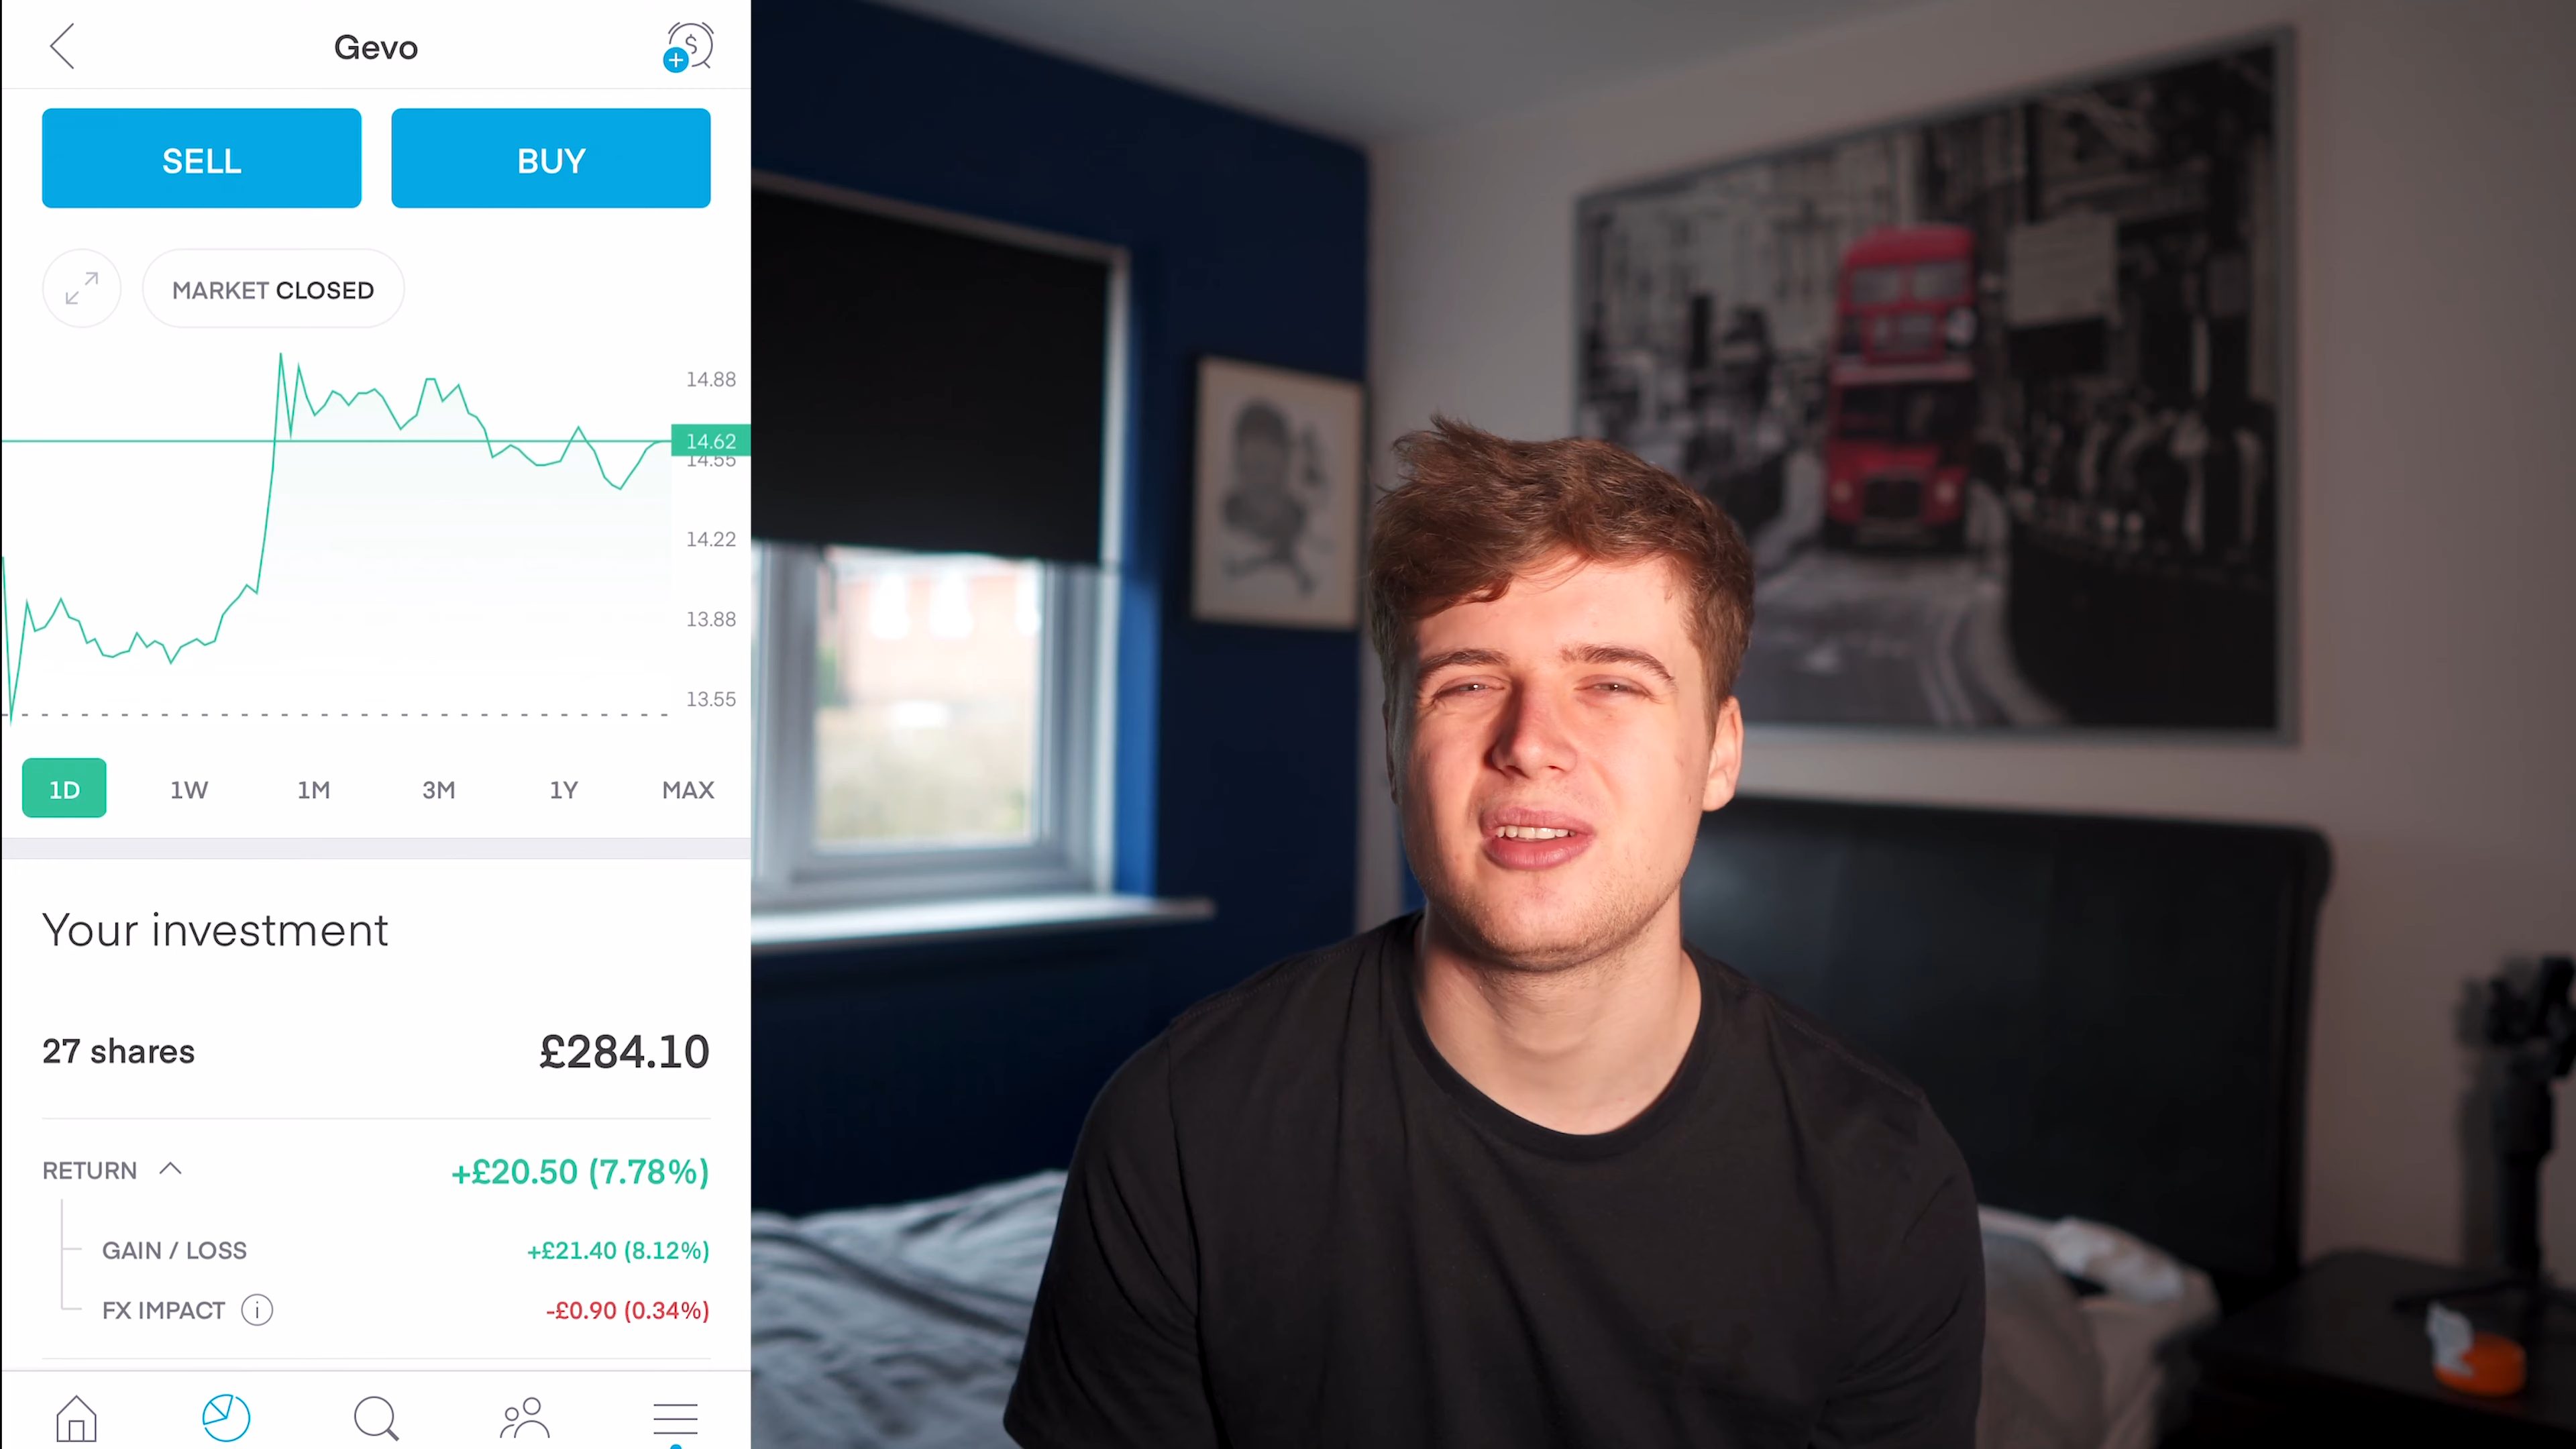 Gevo
SELL
BUY
MARKET CLOSED
14.88
14.62
14.55
14.22
13.88
13.55
1D 1W 1M 3M 1Y MAX
Your investment
27 shares £284.10
RETURN +£20.50 (7.78%)
GAIN / LOSS +£21.40 (8.12%)
FX IMPACT i -£0.90 (0.34%)